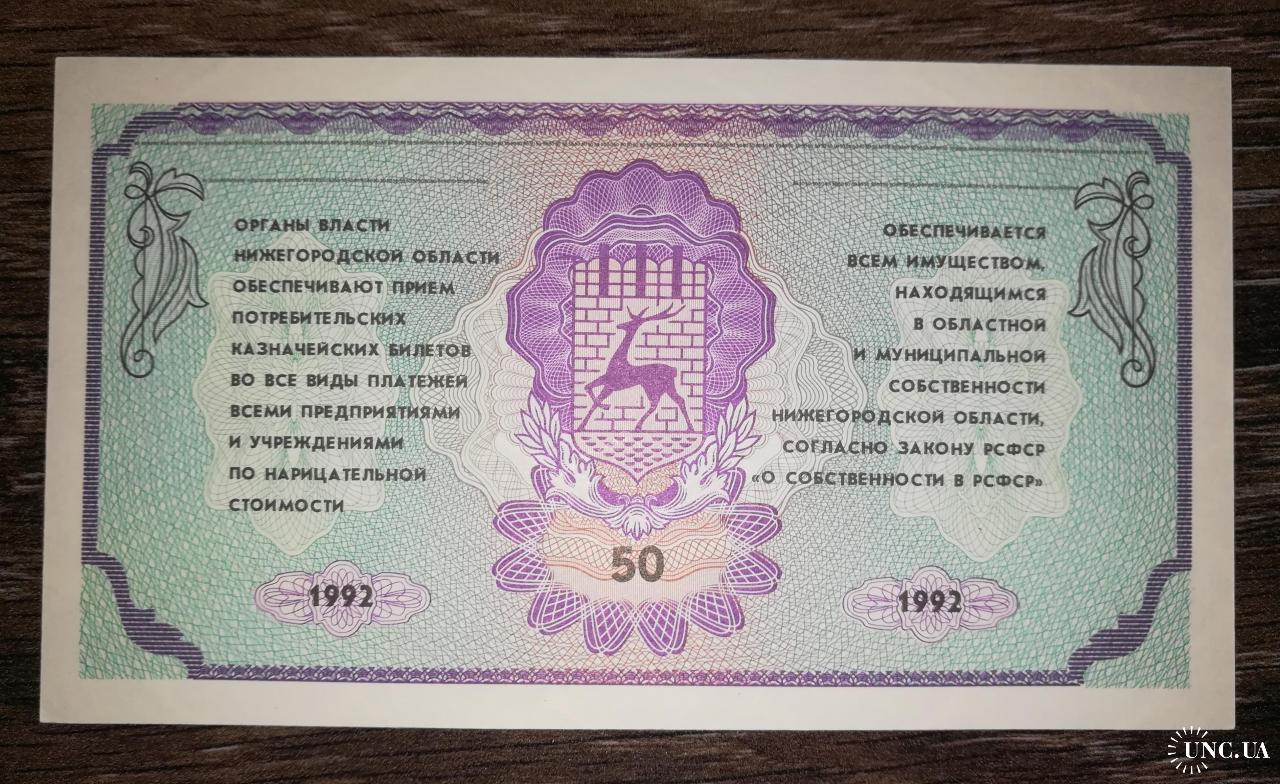 ОРГАНЫ ВЛАСТИ
НИЖЕГОРОДСКОЙ ОБЛАСТИ
ОБЕСПЕЧИВАЮТ ПРИЕМ
ПОТРЕБИТЕЛЬСКИХ
КАЗНАЧЕЙСКИХ БИЛЕТОВ
ВО ВСЕ ВИДЫ ПЛАТЕЖЕЙ
ВСЕМИ ПРЕДПРИЯТИЯМИ
И УЧРЕЖДЕНИЯМИ
ПО НАРИЦАТЕЛЬНОЙ
СТОИМОСТИ
ОБЕСПЕЧИВАЕТСЯ
ВСЕМ ИМУЩЕСТВОМ,
НАХОДЯЩИМСЯ
В ОБЛАСТНОЙ
И МУНИЦИПАЛЬНОЙ
СОБСТВЕННОСТИ
НИЖЕГОРОДСКОЙ ОБЛАСТИ,
СОГЛАСНО ЗАКОНУ РСФСР
«О СОБСТВЕННОСТИ В РСФСР»
50
1992
1992
UNC.UA